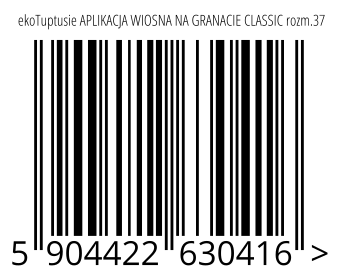 ekoTuptusie APLIKACJA WIOSNA NA GRANACIE CLASSIC rozm.37
5 904422 630416 >